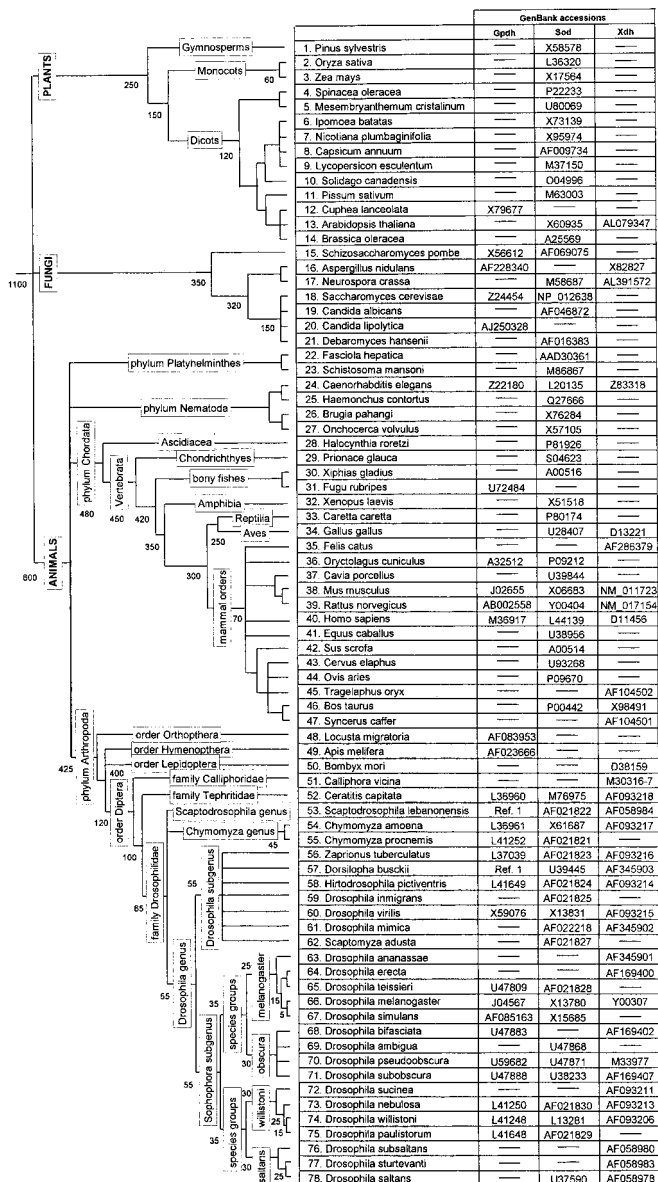 GenBank accessions
Gpdh Sod Xdh
1. Pinus sylvestris — X58578 —
2. Oryza sativa — L36320 —
3. Zea mays — X17564 —
4. Spinacea oleracea — P22233 —
5. Mesembryanthemum cristalinum — U80069 —
6. Ipomoea batatas — X73139 —
7. Nicotiana plumbaginifolia — X95974 —
8. Capsicum annuum — AF009734 —
9. Lycopersicon esculentum — M37150 —
10. Solidago canadensis — O04996 —
11. Pissum sativum — M63003 —
12. Cuphea lanceolata X79677 — —
13. Arabidopsis thaliana — X60935 AL079347
14. Brassica oleracea — A25569 —
15. Schizosaccharomyces pombe X56612 AF069075 —
16. Aspergillus nidulans AF228340 — X82827
17. Neurospora crassa — M58687 AL391572
18. Saccharomyces cerevisae Z24454 NP_012638 —
19. Candida albicans — AF046872 —
20. Candida lipolytica AJ250328 — —
21. Debaromyces hansenii — AF016383 —
22. Fasciola hepatica — AAD30361 —
23. Schistosoma mansoni — M86867 —
24. Caenorhabditis elegans Z22180 L20135 Z83318
25. Haemonchus contortus — Q27666 —
26. Brugia pahangi — X76284 —
27. Onchocerca volvulus — X57105 —
28. Halocynthia roretzi — P81926 —
29. Prionace glauca — S04623 —
30. Xiphias gladius — A00516 —
31. Fugu rubripes U72484 — —
32. Xenopus laevis — X51518 —
33. Caretta caretta — P80174 —
34. Gallus gallus — U28407 D13221
35. Felis catus — — AF286379
36. Oryctolagus cuniculus A32512 P09212 —
37. Cavia porcellus — U39844 —
38. Mus musculus J02655 X06683 NM_011723
39. Rattus norvegicus AB002558 Y00404 NM_017154
40. Homo sapiens M36917 L44139 D11456
41. Equus caballus — U38956 —
42. Sus scrofa — A00514 —
43. Cervus elaphus — U93268 —
44. Ovis aries — P09670 —
45. Tragelaphus oryx — — AF104502
46. Bos taurus — P00442 X98491
47. Syncerus caffer — — AF104501
48. Locusta migratoria AF083953 — —
49. Apis melifera AF023666 — —
50. Bombyx mori — — D38159
51. Calliphora vicina — — M30316-7
52. Ceratitis capitata L36960 M76975 AF093218
53. Scaptodrosophila lebanonensis Ref. 1 AF021822 AF058984
54. Chymomyza amoena L36961 X61687 AF093217
55. Chymomyza procnemis L41252 AF021821 —
56. Zaprionus tuberculatus L37039 AF021823 AF093216
57. Dorsilopha busckii Ref. 1 U39445 AF345903
58. Hirtodrosophila pictiventris L41649 AF021824 AF093214
59. Drosophila inmigrans — AF021825 —
60. Drosophila virilis X59076 X13831 AF093215
61. Drosophila mimica — AF022218 AF345902
62. Scaptomyza adusta — AF021827 —
63. Drosophila ananassae — — AF345901
64. Drosophila erecta — — AF169400
65. Drosophila teissieri U47809 AF021828 —
66. Drosophila melanogaster J04567 X13780 Y00307
67. Drosophila simulans AF085163 X15685 —
68. Drosophila bifasciata U47883 — AF169402
69. Drosophila ambigua — U47868 —
70. Drosophila pseudoobscura U59682 U47871 M33977
71. Drosophila subobscura U47888 U38233 AF169407
72. Drosophila sucinea — — AF093211
73. Drosophila nebulosa L41250 AF021830 AF093213
74. Drosophila willistoni L41248 L13281 AF093206
75. Drosophila paulistorum L41648 AF021829 —
76. Drosophila subsaltans — — AF058980
77. Drosophila sturtevanti — — AF058983
78. Drosophila saltans — U37590 AF058978
PLANTS
Gymnosperms
Monocots
60
250
150
Dicots
120
1100
FUNGI
350
320
150
ANIMALS
600
phylum Platyhelminthes
phylum Nematoda
phylum Chordata
480
Ascidiacea
Vertebrata
450
Chondrichthyes
bony fishes
420
Amphibia
350
Reptilia
250
Aves
300
mammal orders
70
phylum Arthropoda
425
order Orthopthera
order Hymenopthera
order Lepidoptera
400
order Diptera
120
family Calliphoridae
family Tephritidae
100
Scaptodrosophila genus
Chymomyza genus
45
family Drosophilidae
65
Drosophila subgenus
55
Drosophila genus
55
Sophophora subgenus
55
species groups
35
melanogaster
25
15
5
obscura
30
species groups
35
willistoni
30
25
15
saltans
30
25